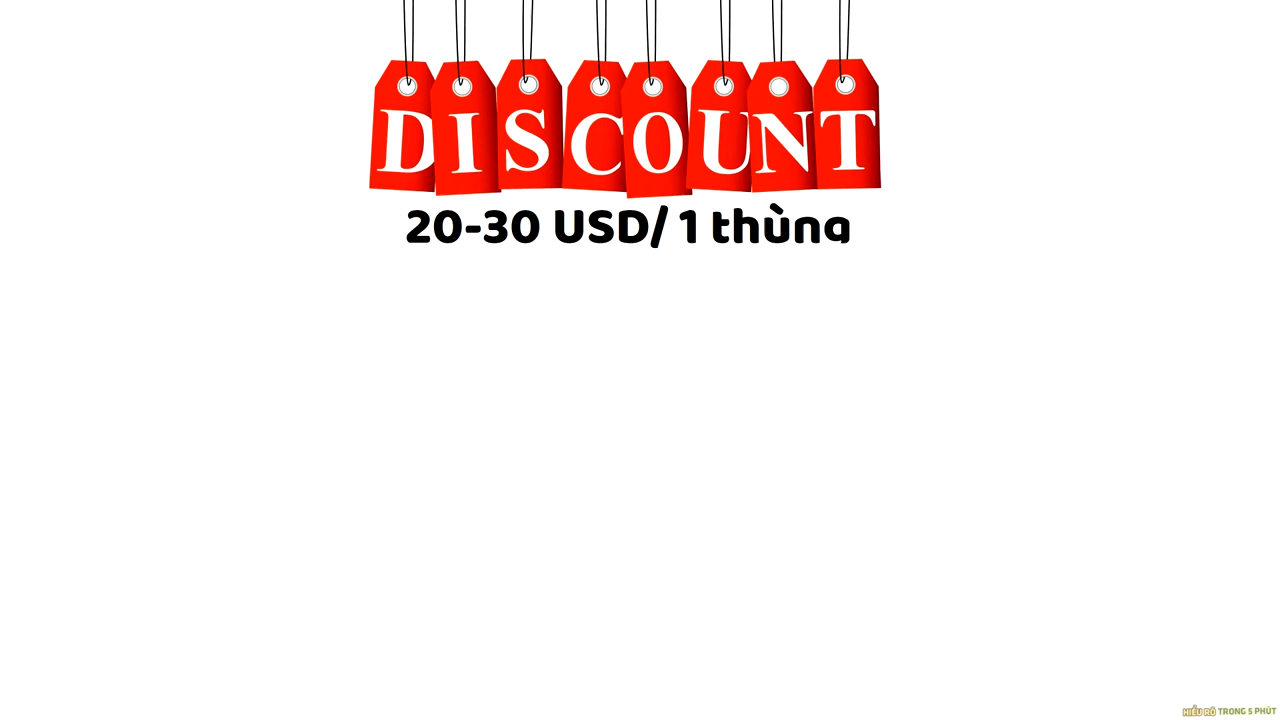 DISCOUNT
20-30 USD/ 1 thùng
HIỂU RÕ TRONG 5 PHÚT